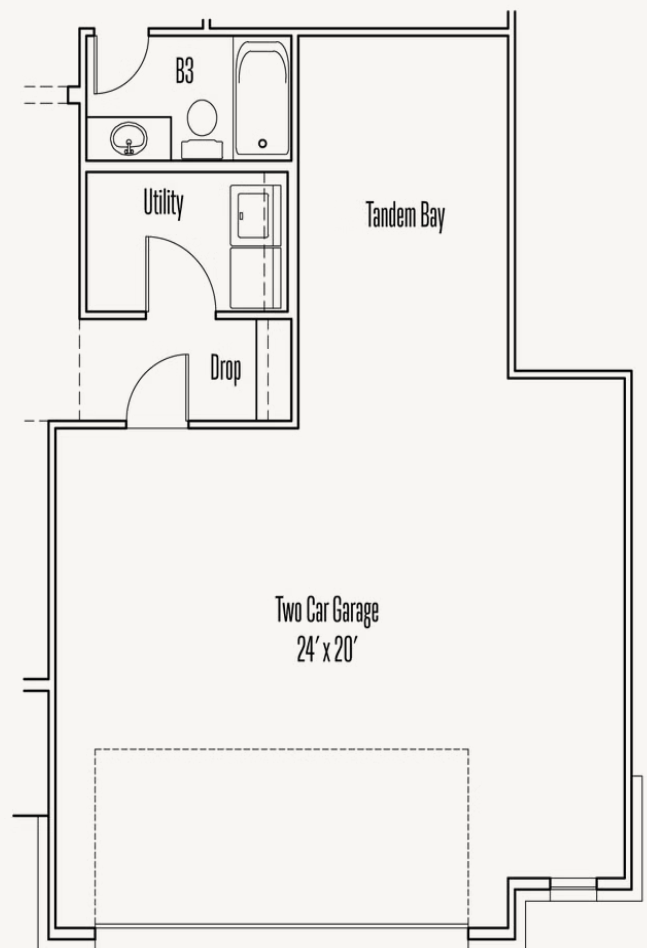 B3
Utility
Tandem Bay
Drop
Two Car Garage
24′ x 20′